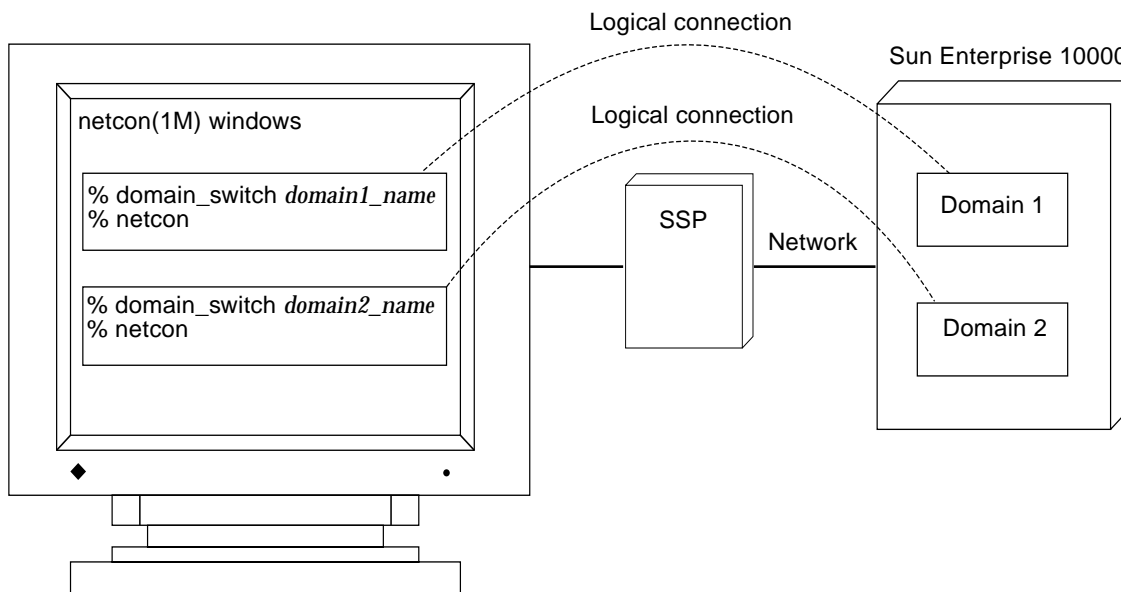 Logical connection
Sun Enterprise 10000
netcon(1M) windows
Logical connection
% domain_switch domain1_name
% netcon
SSP
Domain 1
Network
% domain_switch domain2_name
% netcon
Domain 2